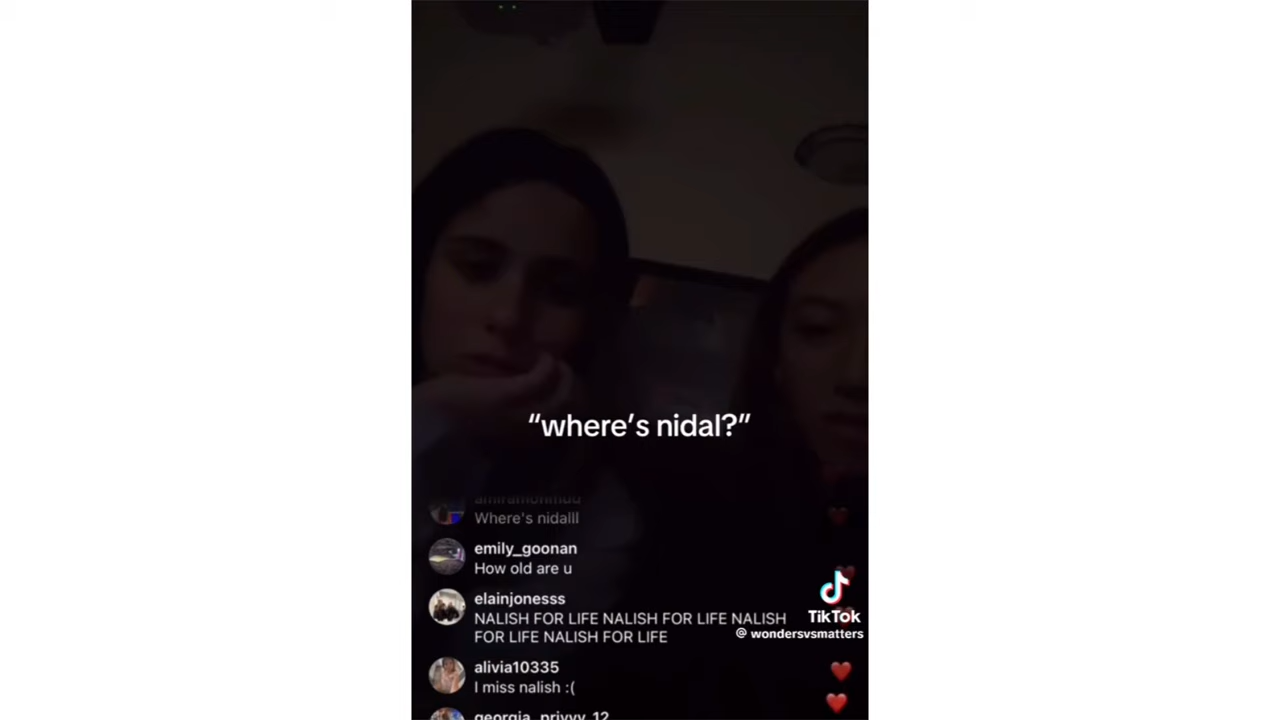 “where’s nidal?”
Where's nidalll
emily_goonan
How old are u
elainjonesss
NALISH FOR LIFE NALISH FOR LIFE NALISH
FOR LIFE NALISH FOR LIFE
TikTok
@ wondersvsmatters
alivia10335
I miss nalish :(
georgia_privvy_12